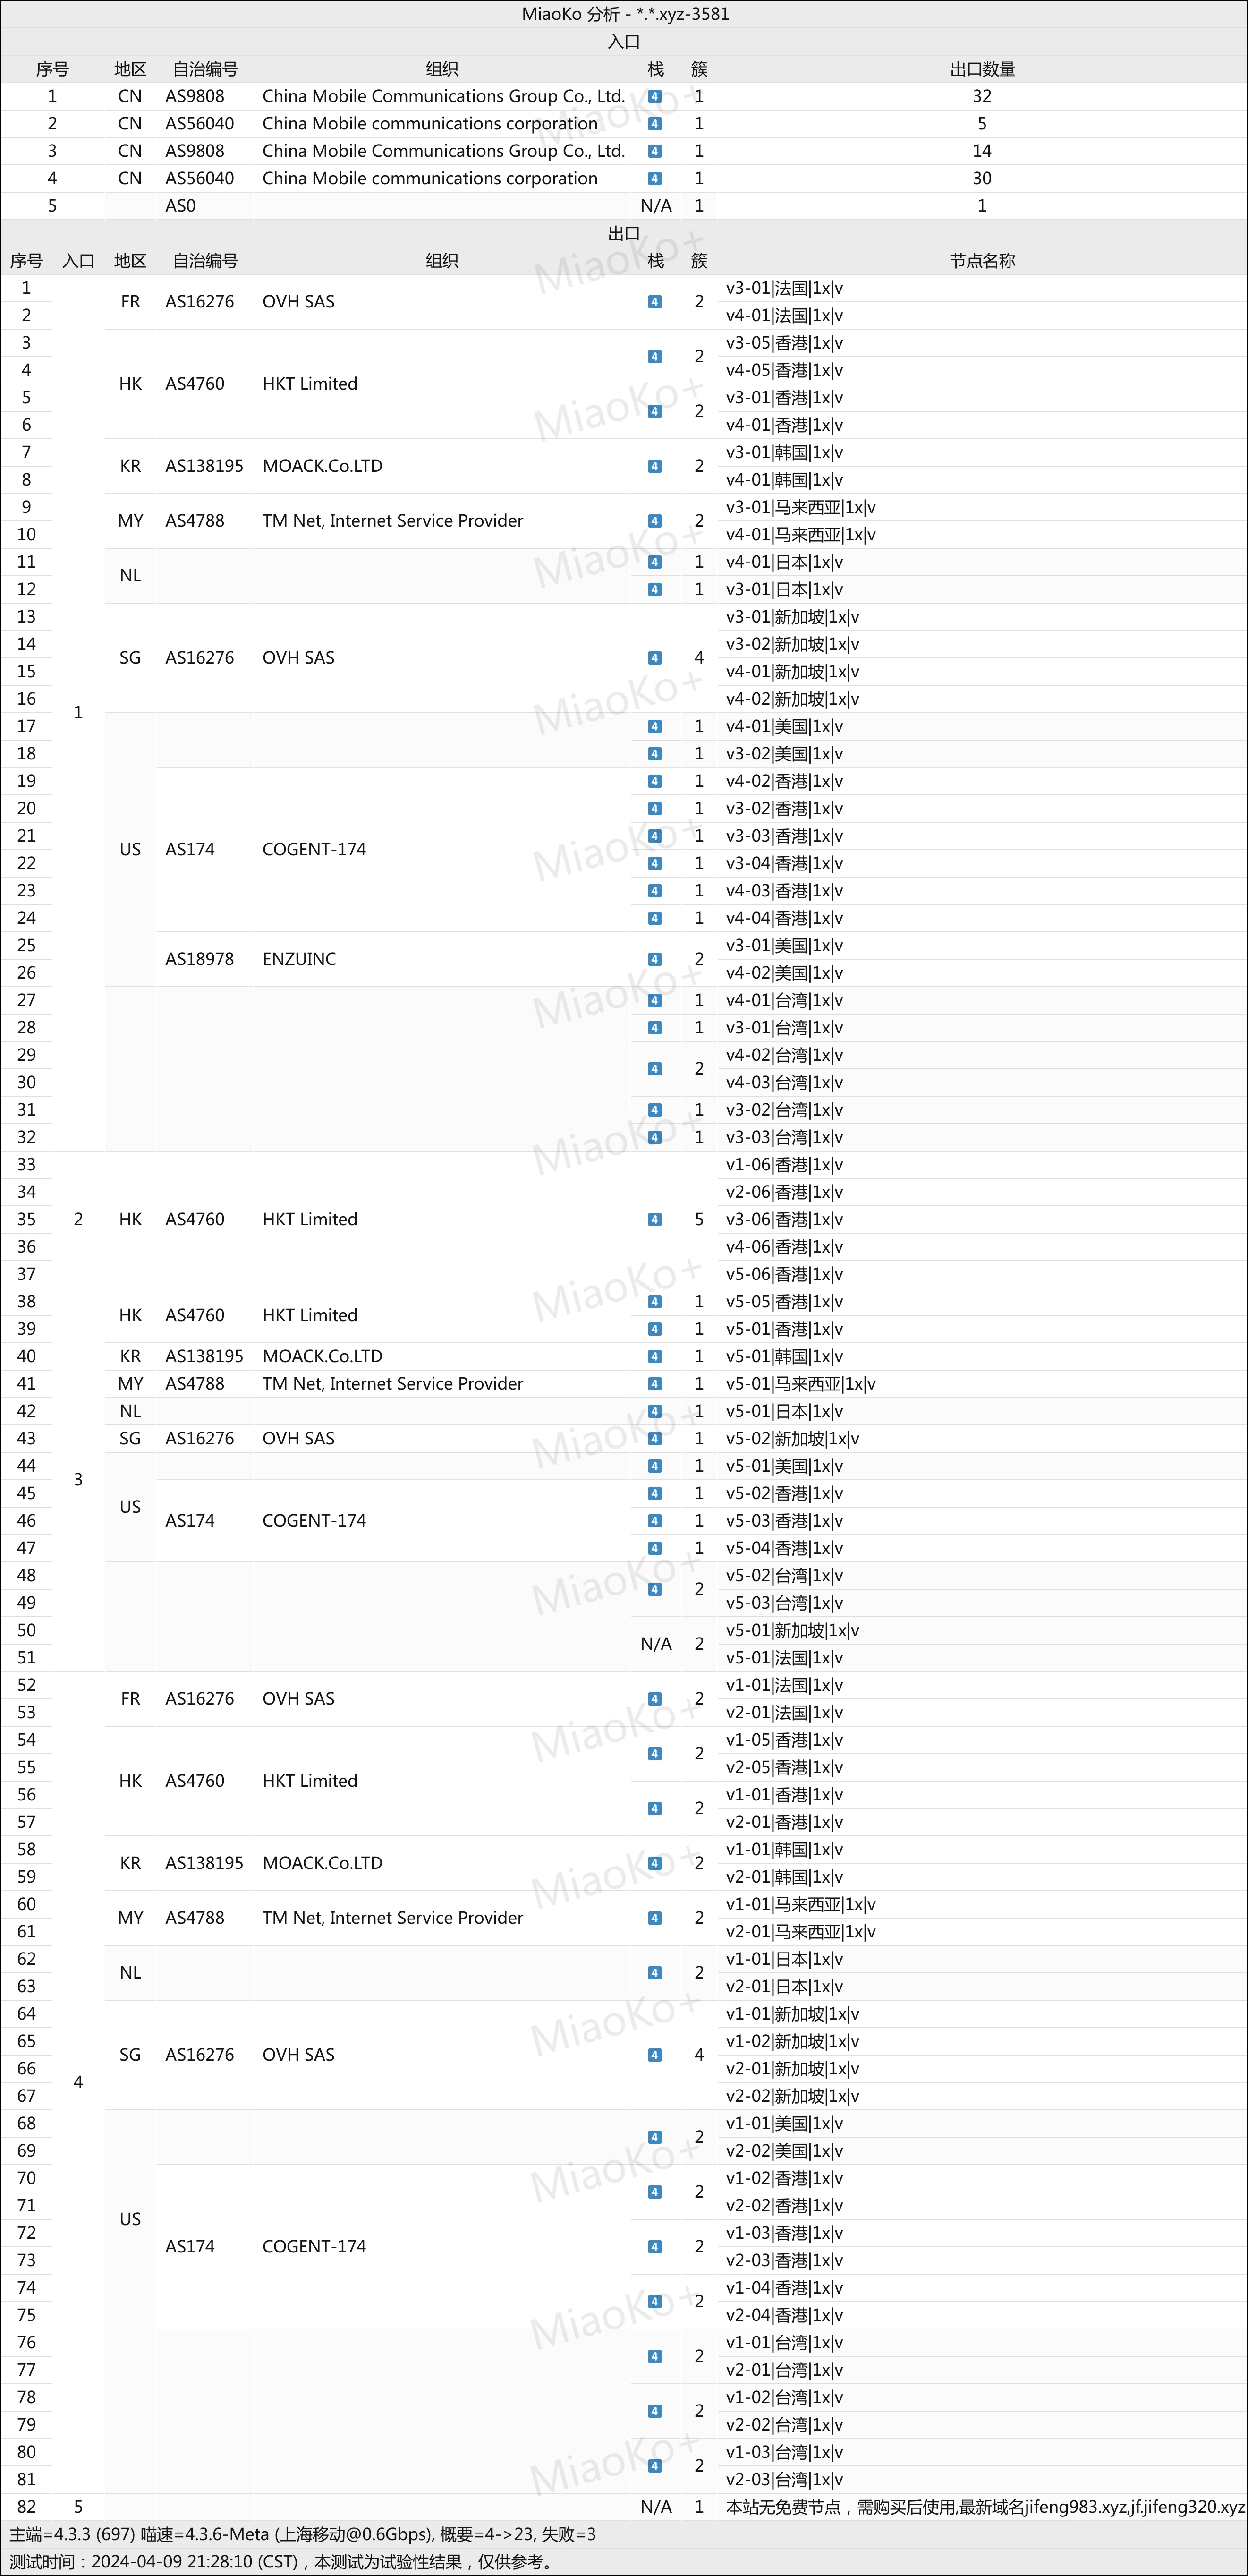 MiaoKo 分析 - *.*.xyz-3581
入口
序号 地区 自治编号 组织 栈 簇 出口数量
1 CN AS9808 China Mobile Communications Group Co., Ltd. 4 1 32
2 CN AS56040 China Mobile communications corporation 4 1 5
3 CN AS9808 China Mobile Communications Group Co., Ltd. 4 1 14
4 CN AS56040 China Mobile communications corporation 4 1 30
5 AS0 N/A 1 1
出口
序号 入口 地区 自治编号 组织 栈 簇 节点名称
1 1 FR AS16276 OVH SAS 4 2 v3-01|法国|1x|v
2 v4-01|法国|1x|v
3 HK AS4760 HKT Limited 4 2 v3-05|香港|1x|v
4 v4-05|香港|1x|v
5 4 2 v3-01|香港|1x|v
6 v4-01|香港|1x|v
7 KR AS138195 MOACK.Co.LTD 4 2 v3-01|韩国|1x|v
8 v4-01|韩国|1x|v
9 MY AS4788 TM Net, Internet Service Provider 4 2 v3-01|马来西亚|1x|v
10 v4-01|马来西亚|1x|v
11 NL 4 1 v4-01|日本|1x|v
12 4 1 v3-01|日本|1x|v
13 SG AS16276 OVH SAS 4 4 v3-01|新加坡|1x|v
14 v3-02|新加坡|1x|v
15 v4-01|新加坡|1x|v
16 v4-02|新加坡|1x|v
17 US 4 1 v4-01|美国|1x|v
18 4 1 v3-02|美国|1x|v
19 AS174 COGENT-174 4 1 v4-02|香港|1x|v
20 4 1 v3-02|香港|1x|v
21 4 1 v3-03|香港|1x|v
22 4 1 v3-04|香港|1x|v
23 4 1 v4-03|香港|1x|v
24 4 1 v4-04|香港|1x|v
25 AS18978 ENZUINC 4 2 v3-01|美国|1x|v
26 v4-02|美国|1x|v
27 4 1 v4-01|台湾|1x|v
28 4 1 v3-01|台湾|1x|v
29 4 2 v4-02|台湾|1x|v
30 v4-03|台湾|1x|v
31 4 1 v3-02|台湾|1x|v
32 4 1 v3-03|台湾|1x|v
33 2 HK AS4760 HKT Limited 4 5 v1-06|香港|1x|v
34 v2-06|香港|1x|v
35 v3-06|香港|1x|v
36 v4-06|香港|1x|v
37 v5-06|香港|1x|v
38 3 HK AS4760 HKT Limited 4 1 v5-05|香港|1x|v
39 4 1 v5-01|香港|1x|v
40 KR AS138195 MOACK.Co.LTD 4 1 v5-01|韩国|1x|v
41 MY AS4788 TM Net, Internet Service Provider 4 1 v5-01|马来西亚|1x|v
42 NL 4 1 v5-01|日本|1x|v
43 SG AS16276 OVH SAS 4 1 v5-02|新加坡|1x|v
44 US 4 1 v5-01|美国|1x|v
45 AS174 COGENT-174 4 1 v5-02|香港|1x|v
46 4 1 v5-03|香港|1x|v
47 4 1 v5-04|香港|1x|v
48 4 2 v5-02|台湾|1x|v
49 v5-03|台湾|1x|v
50 N/A 2 v5-01|新加坡|1x|v
51 v5-01|法国|1x|v
52 4 FR AS16276 OVH SAS 4 2 v1-01|法国|1x|v
53 v2-01|法国|1x|v
54 HK AS4760 HKT Limited 4 2 v1-05|香港|1x|v
55 v2-05|香港|1x|v
56 4 2 v1-01|香港|1x|v
57 v2-01|香港|1x|v
58 KR AS138195 MOACK.Co.LTD 4 2 v1-01|韩国|1x|v
59 v2-01|韩国|1x|v
60 MY AS4788 TM Net, Internet Service Provider 4 2 v1-01|马来西亚|1x|v
61 v2-01|马来西亚|1x|v
62 NL 4 2 v1-01|日本|1x|v
63 v2-01|日本|1x|v
64 SG AS16276 OVH SAS 4 4 v1-01|新加坡|1x|v
65 v1-02|新加坡|1x|v
66 v2-01|新加坡|1x|v
67 v2-02|新加坡|1x|v
68 US 4 2 v1-01|美国|1x|v
69 v2-02|美国|1x|v
70 AS174 COGENT-174 4 2 v1-02|香港|1x|v
71 v2-02|香港|1x|v
72 4 2 v1-03|香港|1x|v
73 v2-03|香港|1x|v
74 4 2 v1-04|香港|1x|v
75 v2-04|香港|1x|v
76 4 2 v1-01|台湾|1x|v
77 v2-01|台湾|1x|v
78 4 2 v1-02|台湾|1x|v
79 v2-02|台湾|1x|v
80 4 2 v1-03|台湾|1x|v
81 v2-03|台湾|1x|v
82 5 N/A 1 本站无免费节点，需购买后使用,最新域名jifeng983.xyz,jf.jifeng320.xyz
主端=4.3.3 (697) 喵速=4.3.6-Meta (上海移动@0.6Gbps), 概要=4->23, 失败=3
测试时间：2024-04-09 21:28:10 (CST)，本测试为试验性结果，仅供参考。